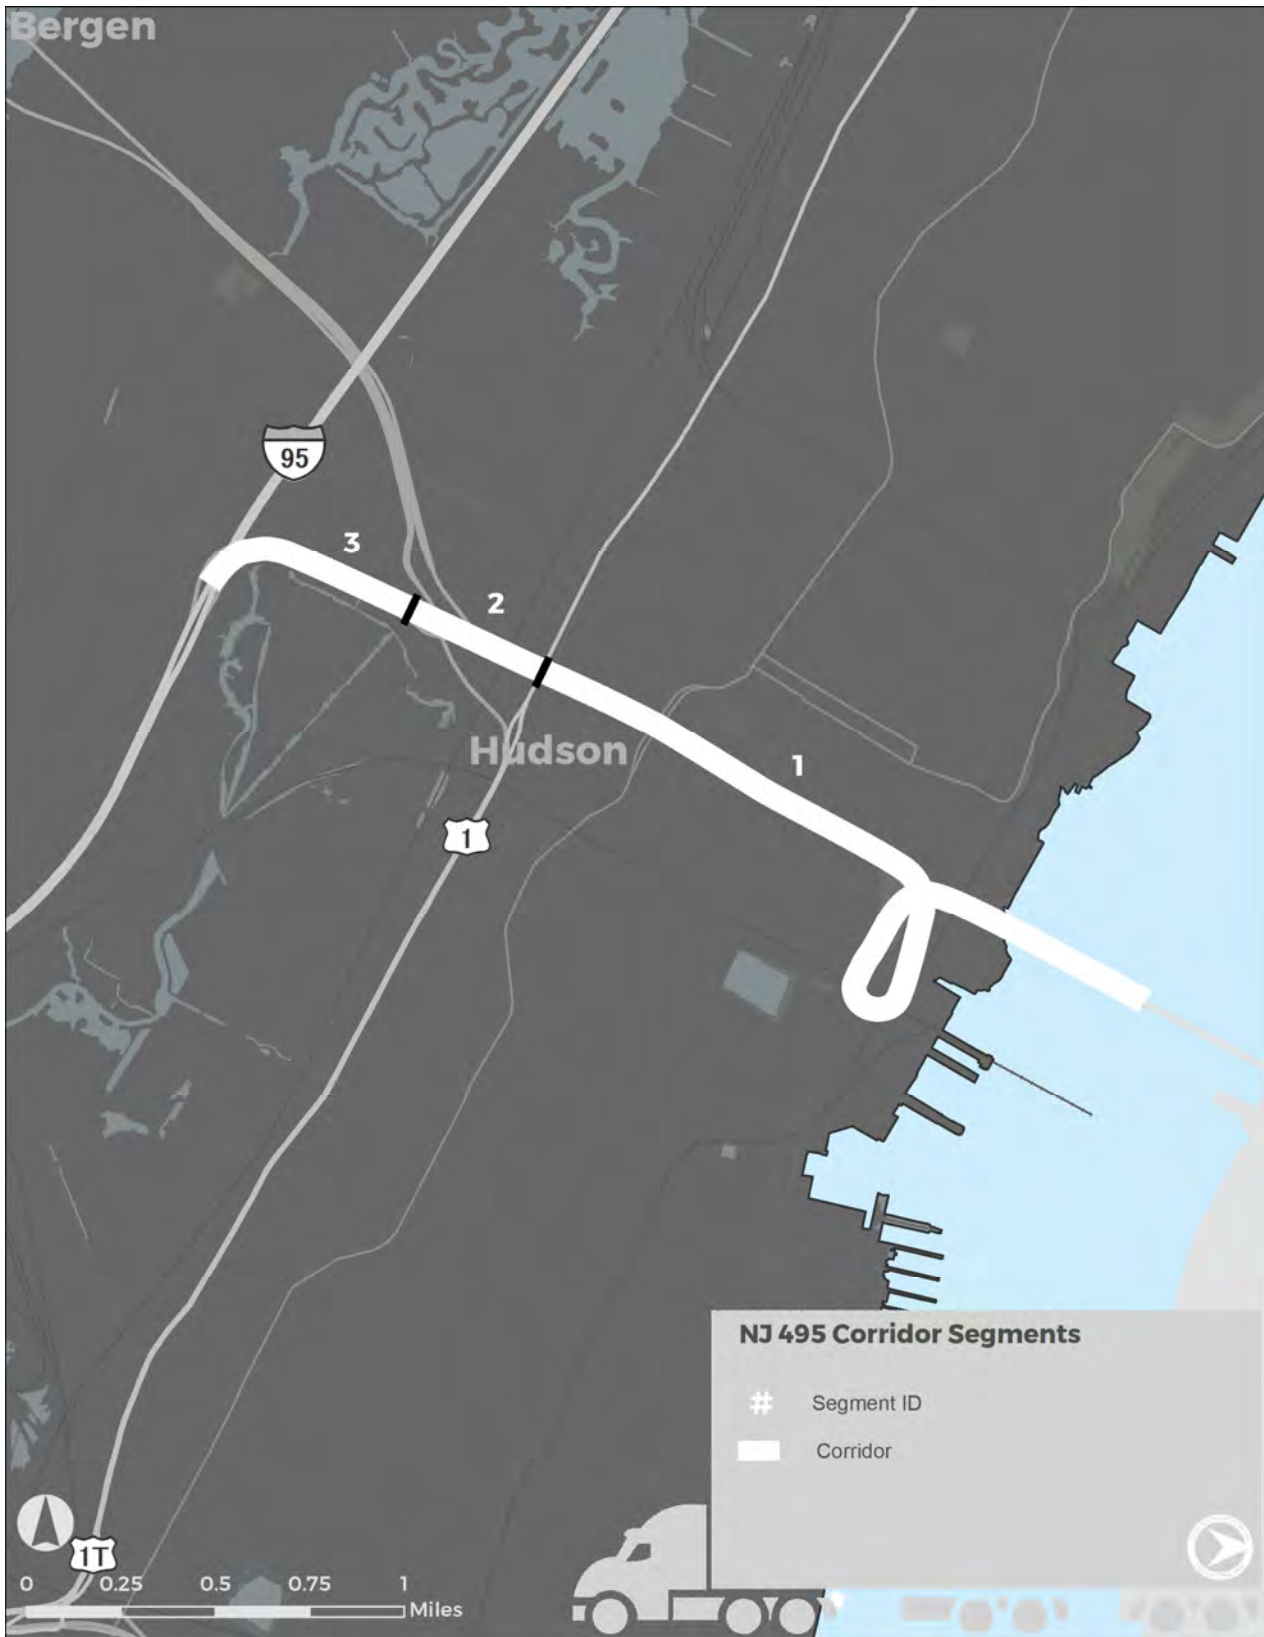 Bergen
95
3
2
Hudson
1
1
NJ 495 Corridor Segments
# Segment ID
Corridor
1T
0 0.25 0.5 0.75 1
Miles